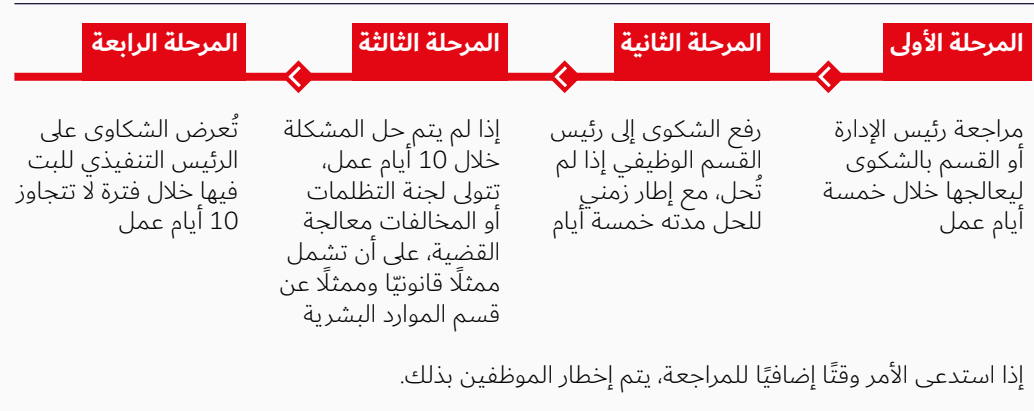 المرحلة الأولى
مراجعة رئيس الإدارة
أو القسم بالشكوى
ليعالجها خلال خمسة
أيام عمل
المرحلة الثانية
رفع الشكوى إلى رئيس
القسم الوظيفي إذا لم
تُحل، مع إطار زمني
للحل مدته خمسة أيام
المرحلة الثالثة
إذا لم يتم حل المشكلة
خلال 10 أيام عمل،
تتولى لجنة التظلمات
أو المخالفات معالجة
القضية، على أن تشمل
ممثلًا قانونيًا وممثلًا عن
قسم الموارد البشرية
المرحلة الرابعة
تُعرض الشكاوى على
الرئيس التنفيذي للبت
فيها خلال فترة لا تتجاوز
10 أيام عمل
إذا استدعى الأمر وقتًا إضافيًا للمراجعة، يتم إخطار الموظفين بذلك.